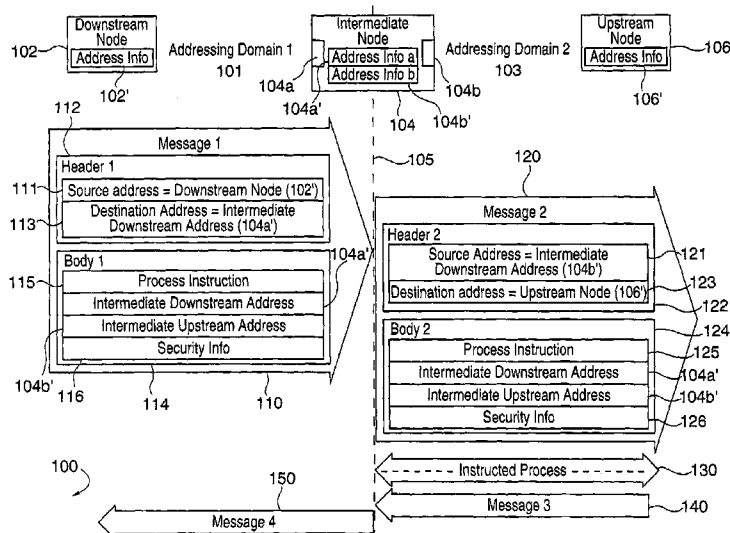 Downstream
Node
Address Info
102
102'
Addressing Domain 1
101
Intermediate
Node
Address Info a
Address Info b
104a
104a'
104
104b'
104b
Addressing Domain 2
103
Upstream
Node
Address Info
106
106'
112
105
120
Message 1
Header 1
111
Source address = Downstream Node (102')
113
Destination Address = Intermediate
Downstream Address (104a')
Body 1
104a'
115
Process Instruction
Intermediate Downstream Address
Intermediate Upstream Address
Security Info
104b'
116
114
110
Message 2
Header 2
Source Address = Intermediate
Downstream Address (104b')
121
Destination address = Upstream Node (106')
123
122
Body 2
124
Process Instruction
125
Intermediate Downstream Address
104a'
Intermediate Upstream Address
104b'
Security Info
126
100
Instructed Process
130
150
Message 3
140
Message 4